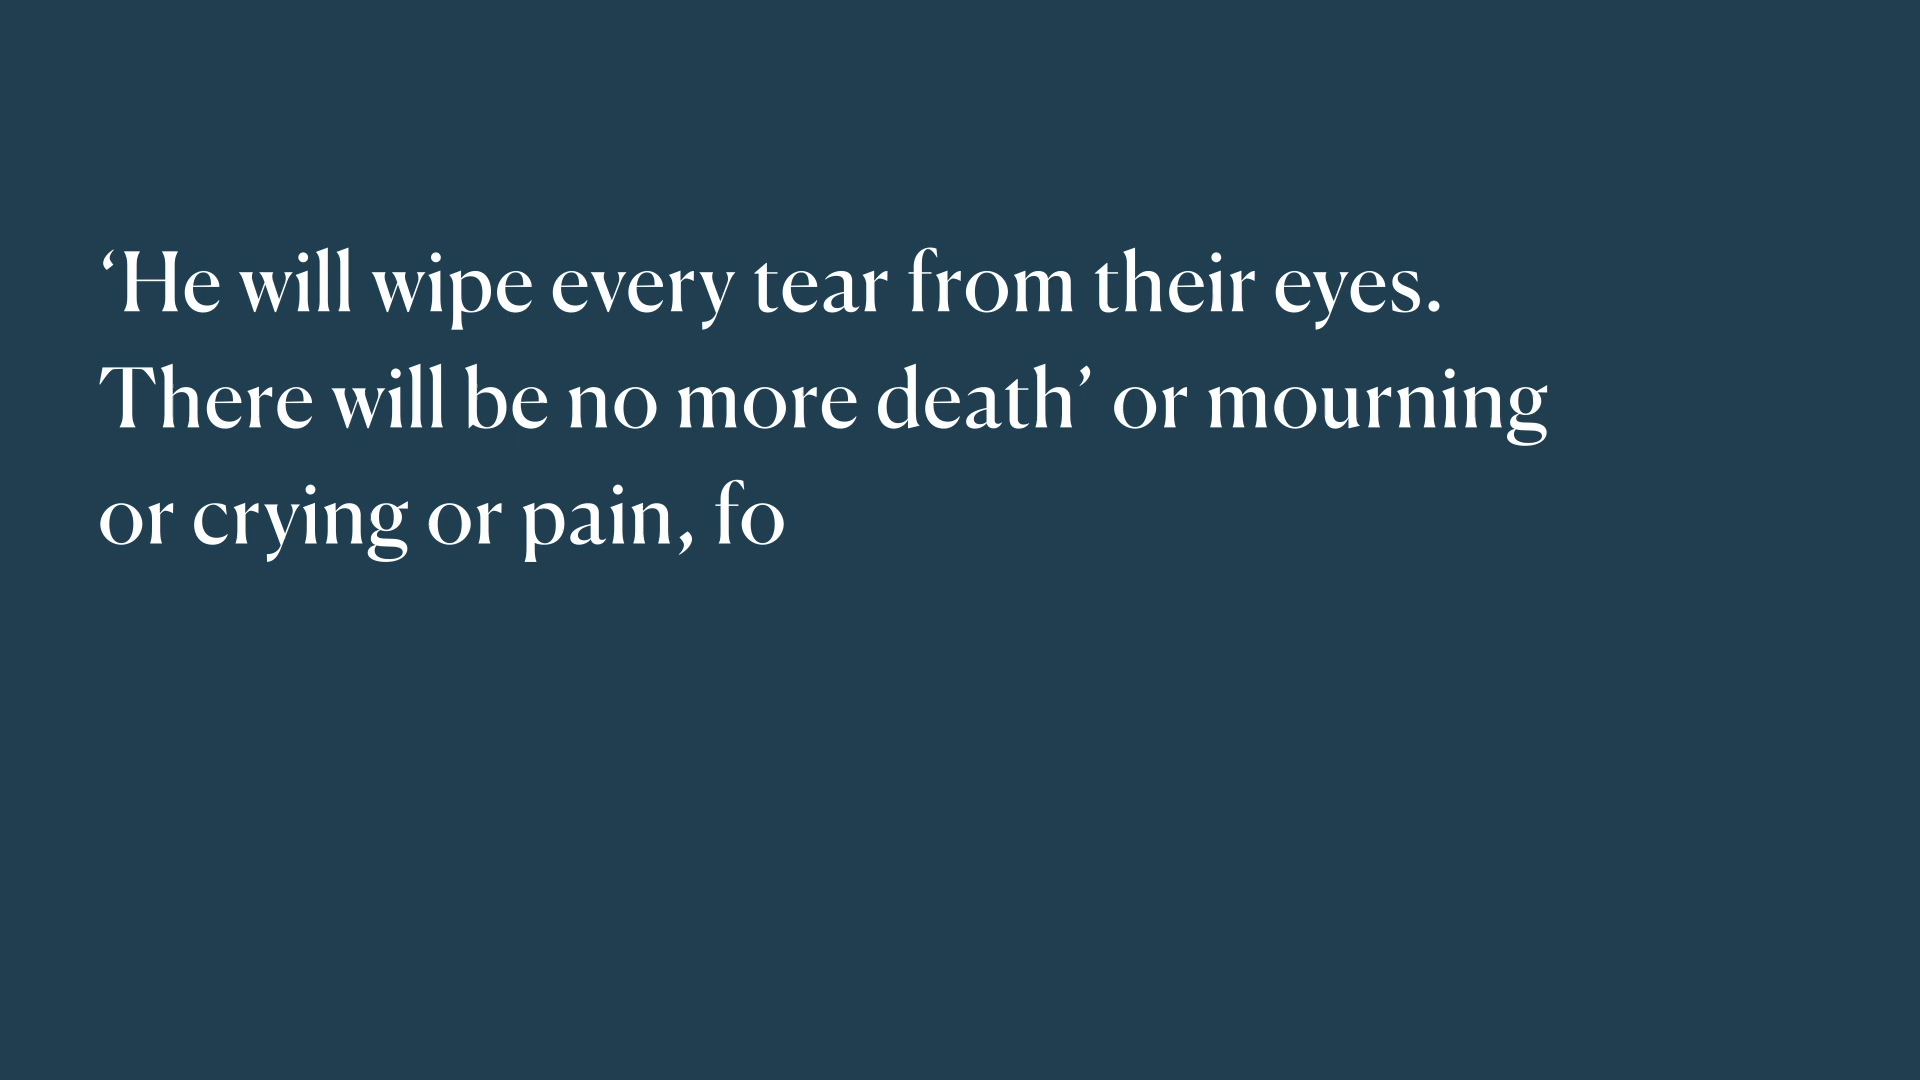 ‘He will wipe every tear from their eyes.
There will be no more death’ or mourning
or crying or pain, fo